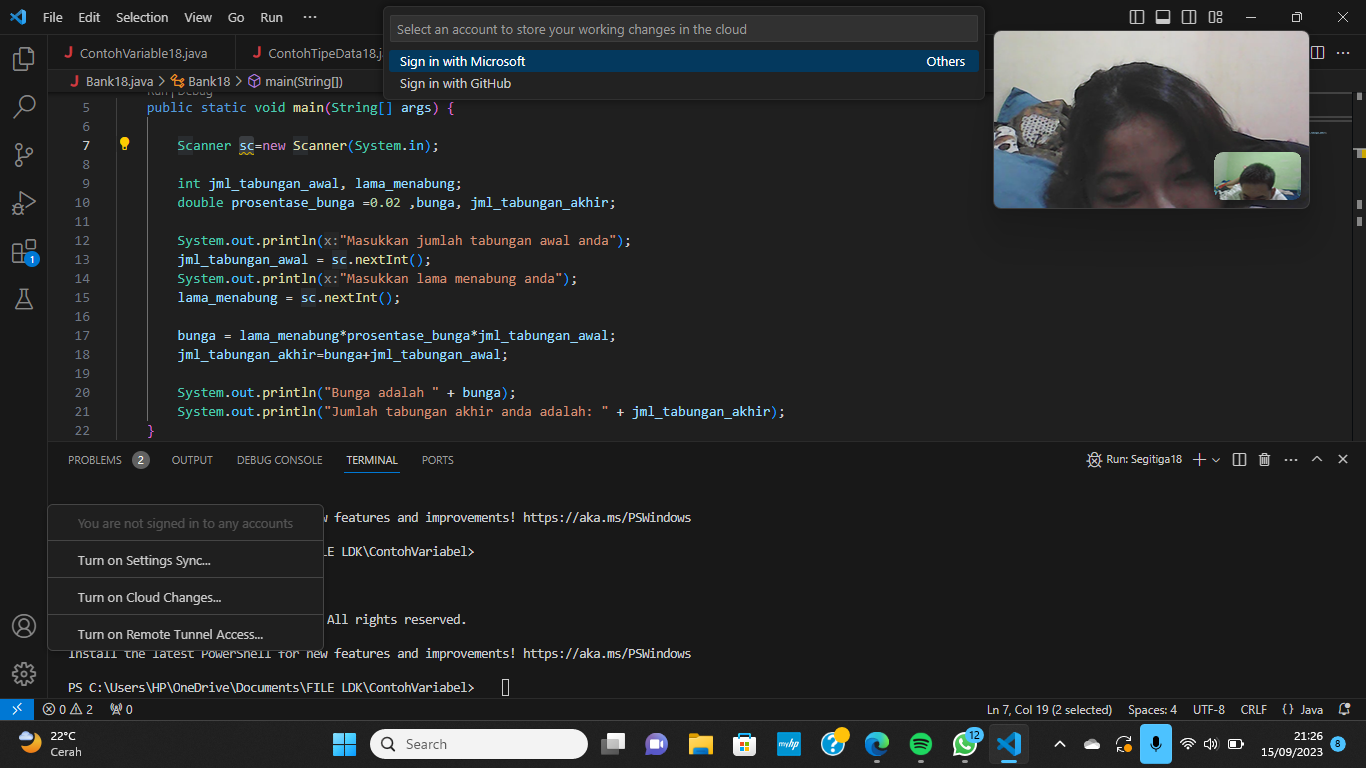 File Edit Selection View Go Run ···
Select an account to store your working changes in the cloud
Sign in with Microsoft Others
Sign in with GitHub
ContohVariable18.java ContohTipeData18.j
Bank18.java > Bank18 > main(String[])
Run | Debug
5 public static void main(String[] args) {
6
7 Scanner sc=new Scanner(System.in);
8
9 int jml_tabungan_awal, lama_menabung;
10 double prosentase_bunga =0.02 ,bunga, jml_tabungan_akhir;
11
12 System.out.println(x:"Masukkan jumlah tabungan awal anda");
13 jml_tabungan_awal = sc.nextInt();
14 System.out.println(x:"Masukkan lama menabung anda");
15 lama_menabung = sc.nextInt();
16
17 bunga = lama_menabung*prosentase_bunga*jml_tabungan_awal;
18 jml_tabungan_akhir=bunga+jml_tabungan_awal;
19
20 System.out.println("Bunga adalah " + bunga);
21 System.out.println("Jumlah tabungan akhir anda adalah: " + jml_tabungan_akhir);
22 }
1
PROBLEMS 2 OUTPUT DEBUG CONSOLE TERMINAL PORTS
Run: Segitiga18
w features and improvements! https://aka.ms/PSWindows
LE LDK\ContohVariabel>
All rights reserved.
Install the latest PowerShell for new features and improvements! https://aka.ms/PSWindows
PS C:\Users\HP\OneDrive\Documents\FILE LDK\ContohVariabel>
You are not signed in to any accounts
Turn on Settings Sync...
Turn on Cloud Changes...
Turn on Remote Tunnel Access...
0 2 0
Ln 7, Col 19 (2 selected) Spaces: 4 UTF-8 CRLF {} Java
22°C
Cerah
Search
myhp
12
21:26
15/09/2023
8